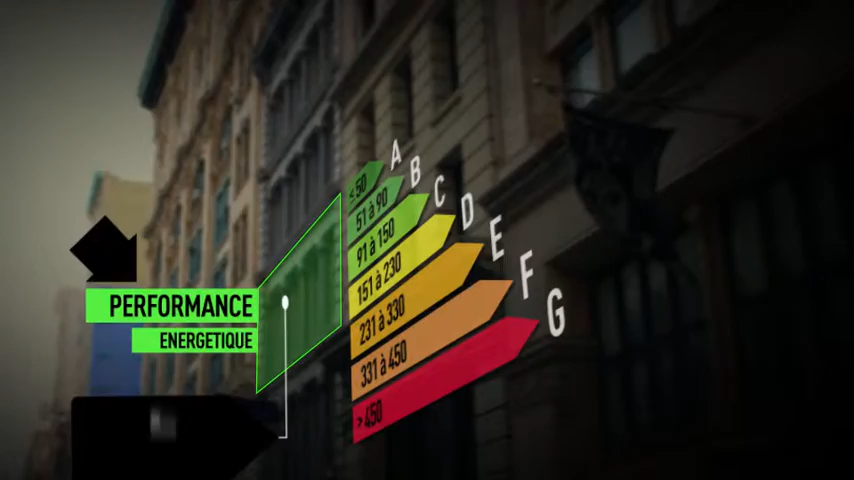 PERFORMANCE
ENERGETIQUE
≤50 A
51 à 90 B
91 à 150 C
151 à 230 D
231 à 330 E
331 à 450 F
> 450 G